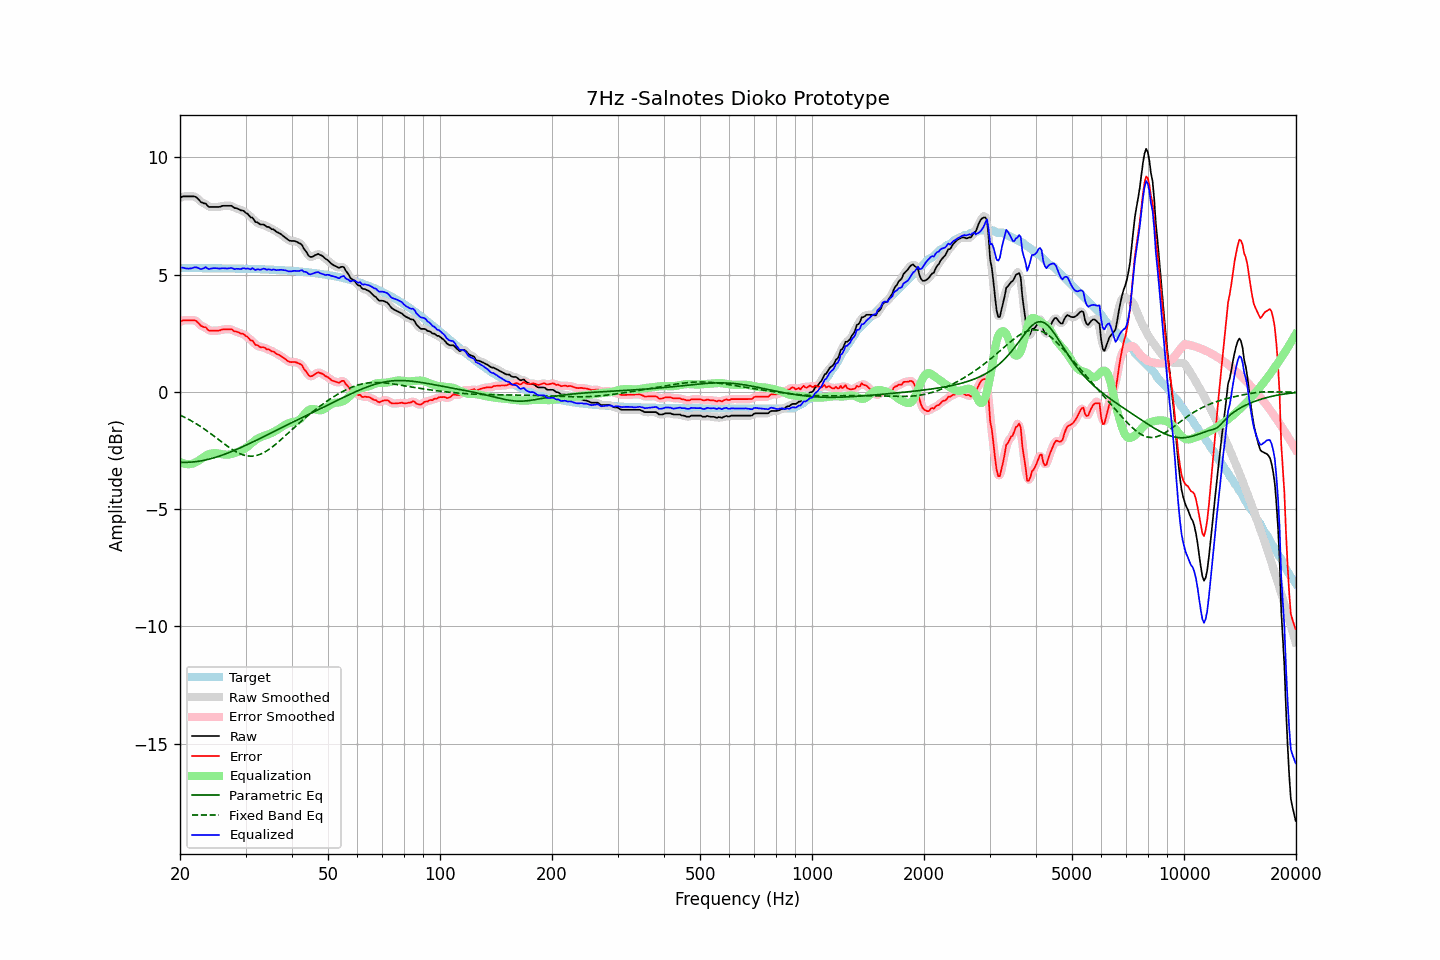 7Hz -Salnotes Dioko Prototype
Amplitude (dBr)
10
5
0
−5
−10
−15
Target
Raw Smoothed
Error Smoothed
Raw
Error
Equalization
Parametric Eq
Fixed Band Eq
Equalized
20 50 100 200 500 1000 2000 5000 10000 20000
Frequency (Hz)